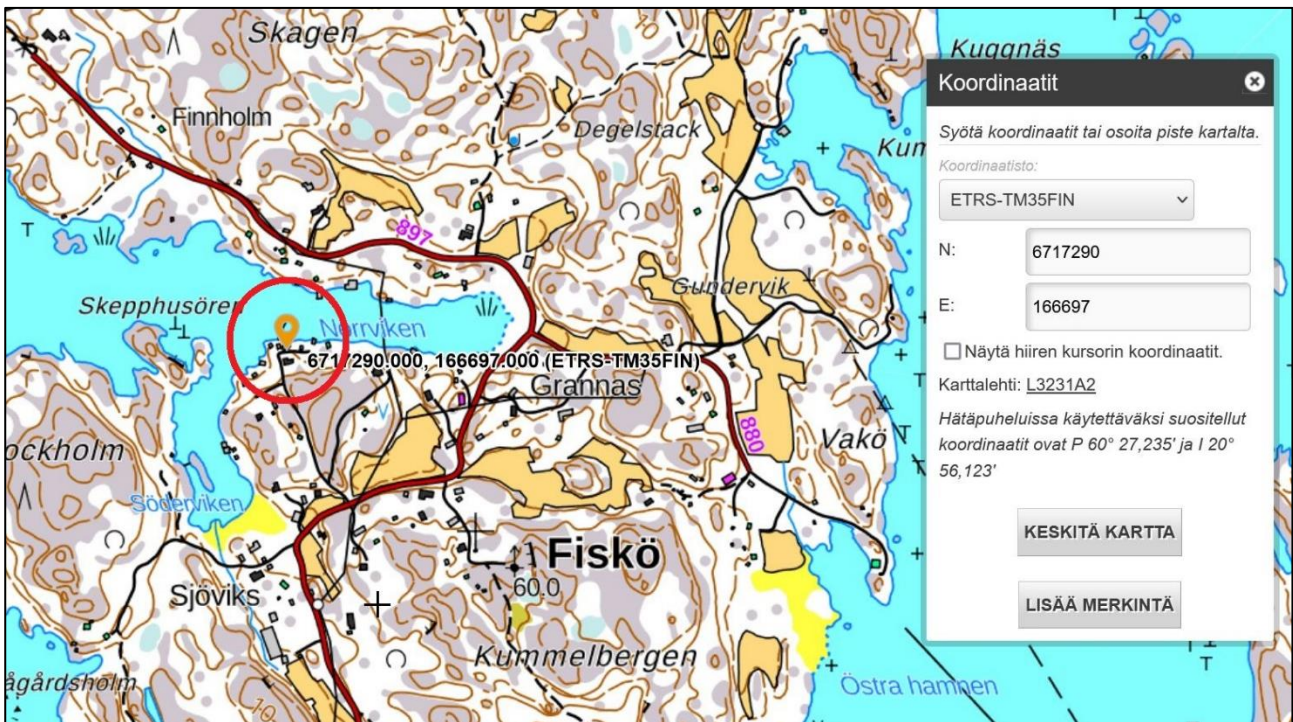 Skagen
Finnholm
Degelstack
Kuggnäs
Kum
897
Gundervik
Skepphusören
Norrviken
6717290.000, 166697.000 (ETRS-TM35FIN)
Grannas
880
Vakö
ockholm
Söderviken
Fiskö
60.0
Sjöviks
Kummelbergen
ågårdsholm
10
Östra hamnen
Koordinaatit
Syötä koordinaatit tai osoita piste kartalta.
Koordinaatisto:
ETRS-TM35FIN
N:
6717290
E:
166697
Näytä hiiren kursorin koordinaatit.
Karttalehti: L3231A2
Hätäpuheluissa käytettäväksi suositellut
koordinaatit ovat P 60° 27,235' ja I 20°
56,123'
KESKITÄ KARTTA
LISÄÄ MERKINTÄ